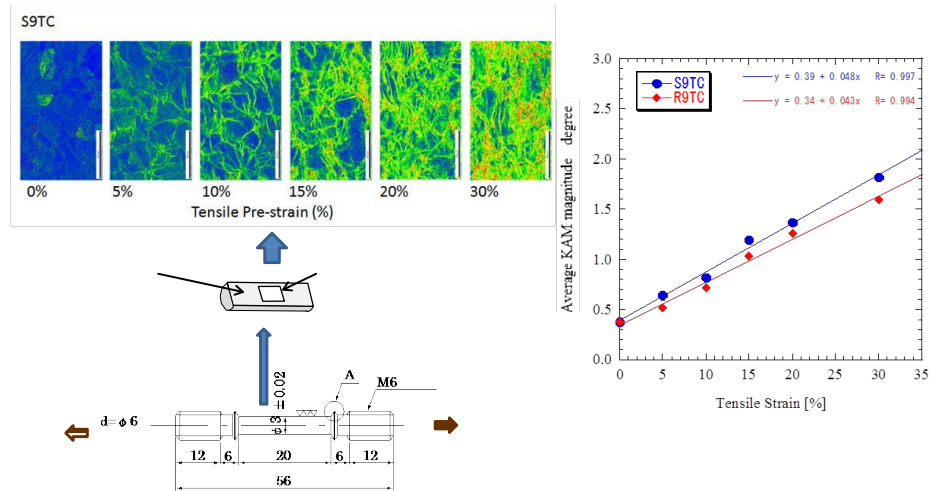 S9TC
0% 5% 10% 15% 20% 30%
Tensile Pre-strain (%)
A
M6
d=φ6
φ3 ±0.02
12 6 20 6 12
56
Average KAM magnitude degree
3.0
2.5
2.0
1.5
1.0
0.5
0.0
S9TC
R9TC
y = 0.39 + 0.048x R= 0.997
y = 0.34 + 0.043x R= 0.994
0 5 10 15 20 25 30 35
Tensile Strain [%]